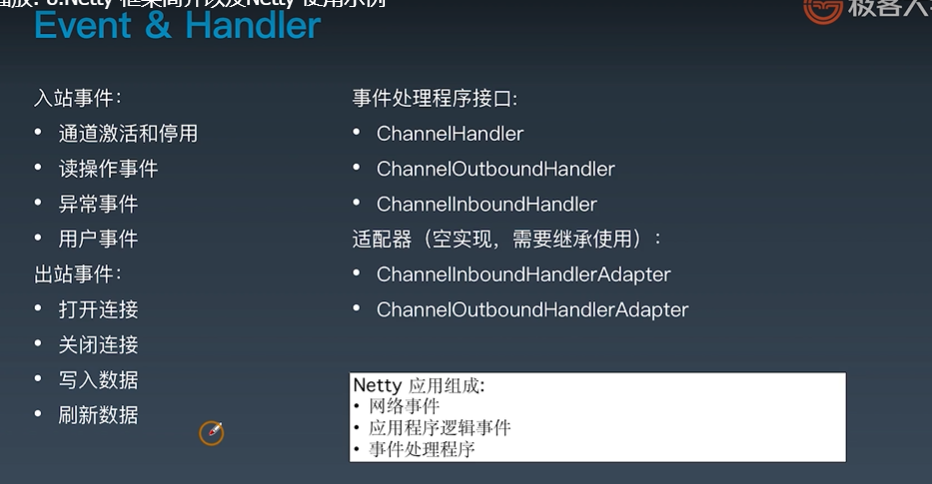 8.Netty 框架简介以及Netty 使用示例
极客大
Event & Handler
入站事件：
• 通道激活和停用
• 读操作事件
• 异常事件
• 用户事件
出站事件：
• 打开连接
• 关闭连接
• 写入数据
• 刷新数据
事件处理程序接口:
• ChannelHandler
• ChannelOutboundHandler
• ChannelInboundHandler
适配器（空实现，需要继承使用）：
• ChannelInboundHandlerAdapter
• ChannelOutboundHandlerAdapter
Netty 应用组成:
• 网络事件
• 应用程序逻辑事件
• 事件处理程序